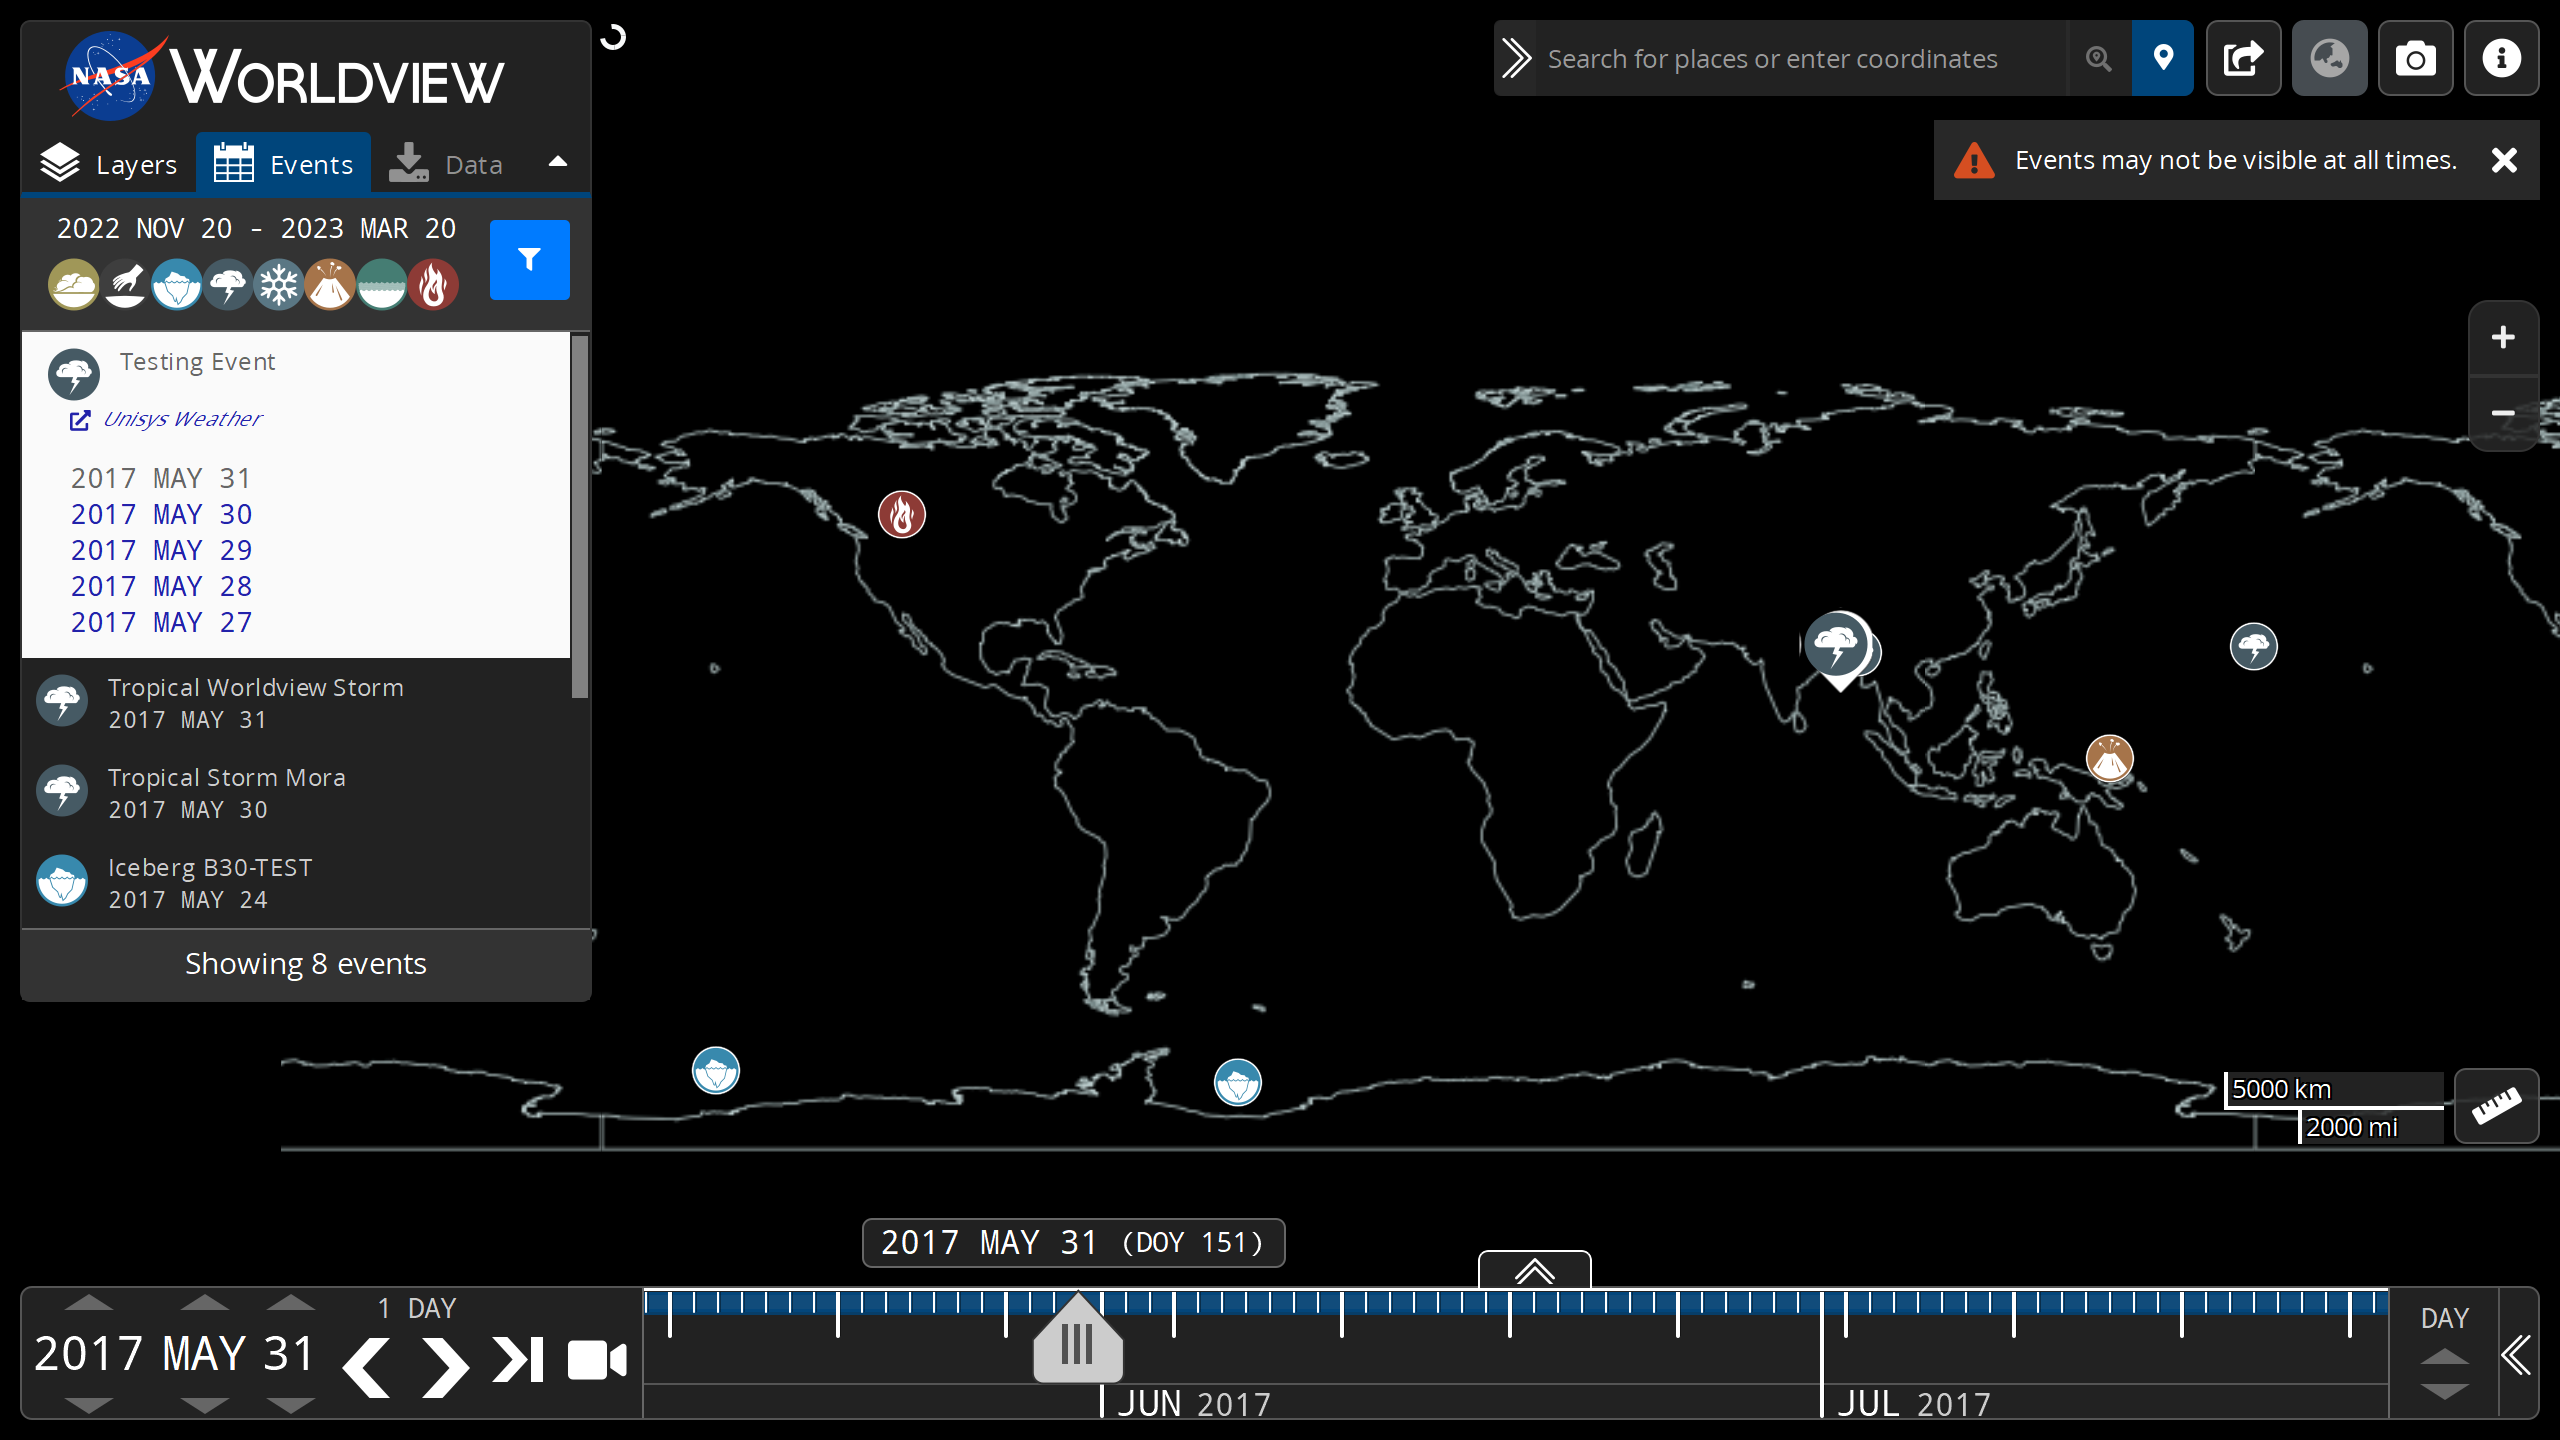 NASA WORLDVIEW
Layers
Events
Data
2022 NOV 20 - 2023 MAR 20
Testing Event
Unisys Weather
2017 MAY 31
2017 MAY 30
2017 MAY 29
2017 MAY 28
2017 MAY 27
Tropical Worldview Storm
2017 MAY 31
Tropical Storm Mora
2017 MAY 30
Iceberg B30-TEST
2017 MAY 24
Showing 8 events
Search for places or enter coordinates
Events may not be visible at all times.
5000 km
2000 mi
2017 MAY 31 (DOY 151)
1 DAY
2017 MAY 31
JUN 2017
JUL 2017
DAY